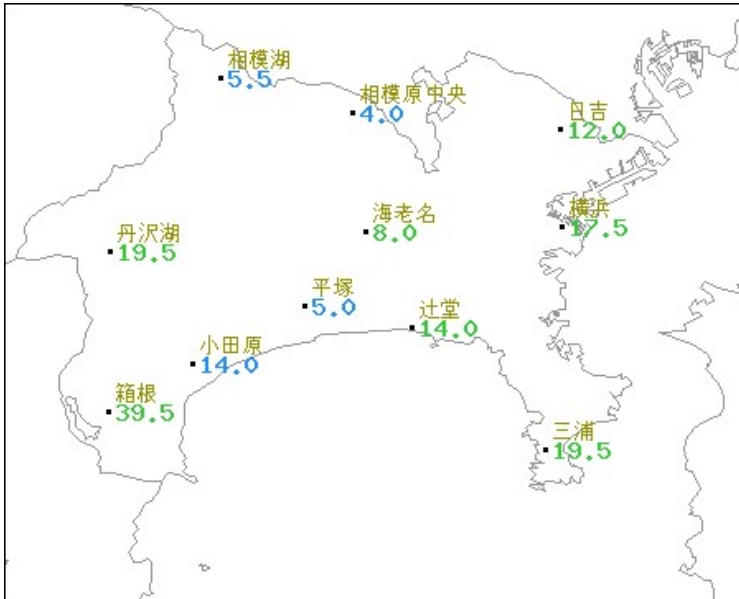 相模湖
5.5
相模原中央
4.0
日吉
12.0
海老名
8.0
横浜
17.5
丹沢湖
19.5
平塚
5.0
辻堂
14.0
小田原
14.0
箱根
39.5
三浦
19.5